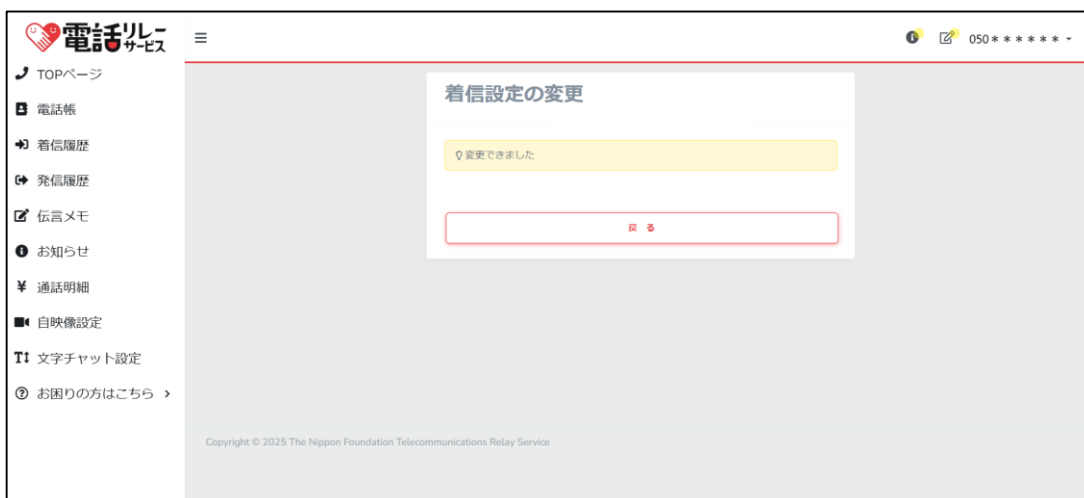 電話リレーサービス
050＊＊＊＊＊＊
TOPページ
電話帳
着信履歴
発信履歴
伝言メモ
お知らせ
¥ 通話明細
自映像設定
文字チャット設定
お困りの方はこちら
着信設定の変更
変更できました
戻 る
Copyright © 2025 The Nippon Foundation Telecommunications Relay Service